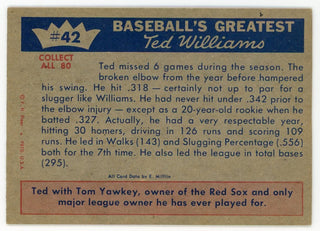 #42
BASEBALL'S GREATEST
Ted Williams
COLLECT
ALL 80
Ted missed 6 games during the season. The
broken elbow from the year before hampered
his swing. He hit .318 — certainly not up to par
for a slugger like Williams. He had never hit under .342 prior to
the elbow injury — except as a 20-year-old rookie when he
batted .327. Actually, he had a very respectable year,
hitting 30 homers, driving in 126 runs and scoring 109
runs. He led in Walks (143) and Slugging Percentage (.556)
both for the 7th time. He also led the league in total bases
(295).
All Card Data by E. Mifflin
Ted with Tom Yawkey, owner of the Red Sox and only
major league owner he has ever played for.